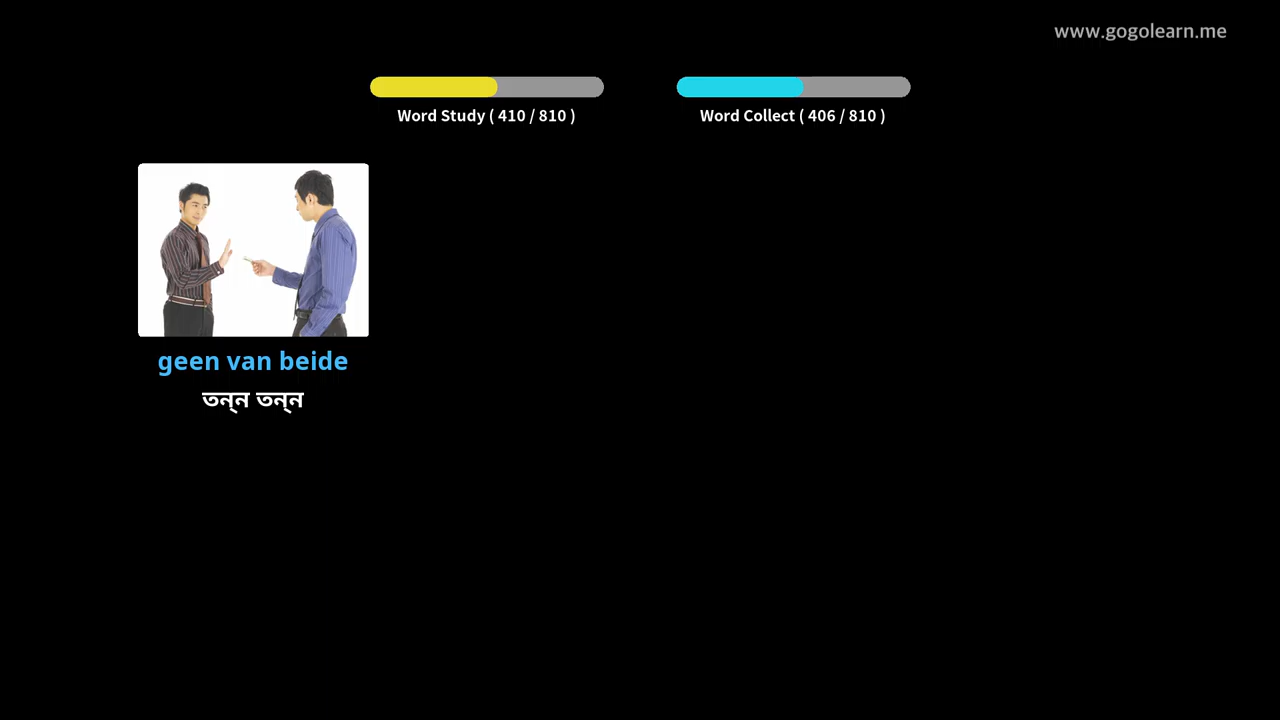 www.gogolearn.me
Word Study ( 410 / 810 )
Word Collect ( 406 / 810 )
geen van beide
তন্ন তন্ন